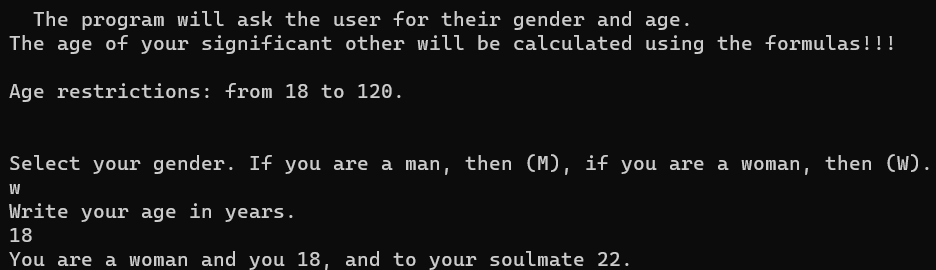 The program will ask the user for their gender and age.
The age of your significant other will be calculated using the formulas!!!
Age restrictions: from 18 to 120.
Select your gender. If you are a man, then (M), if you are a woman, then (W).
w
Write your age in years.
18
You are a woman and you 18, and to your soulmate 22.